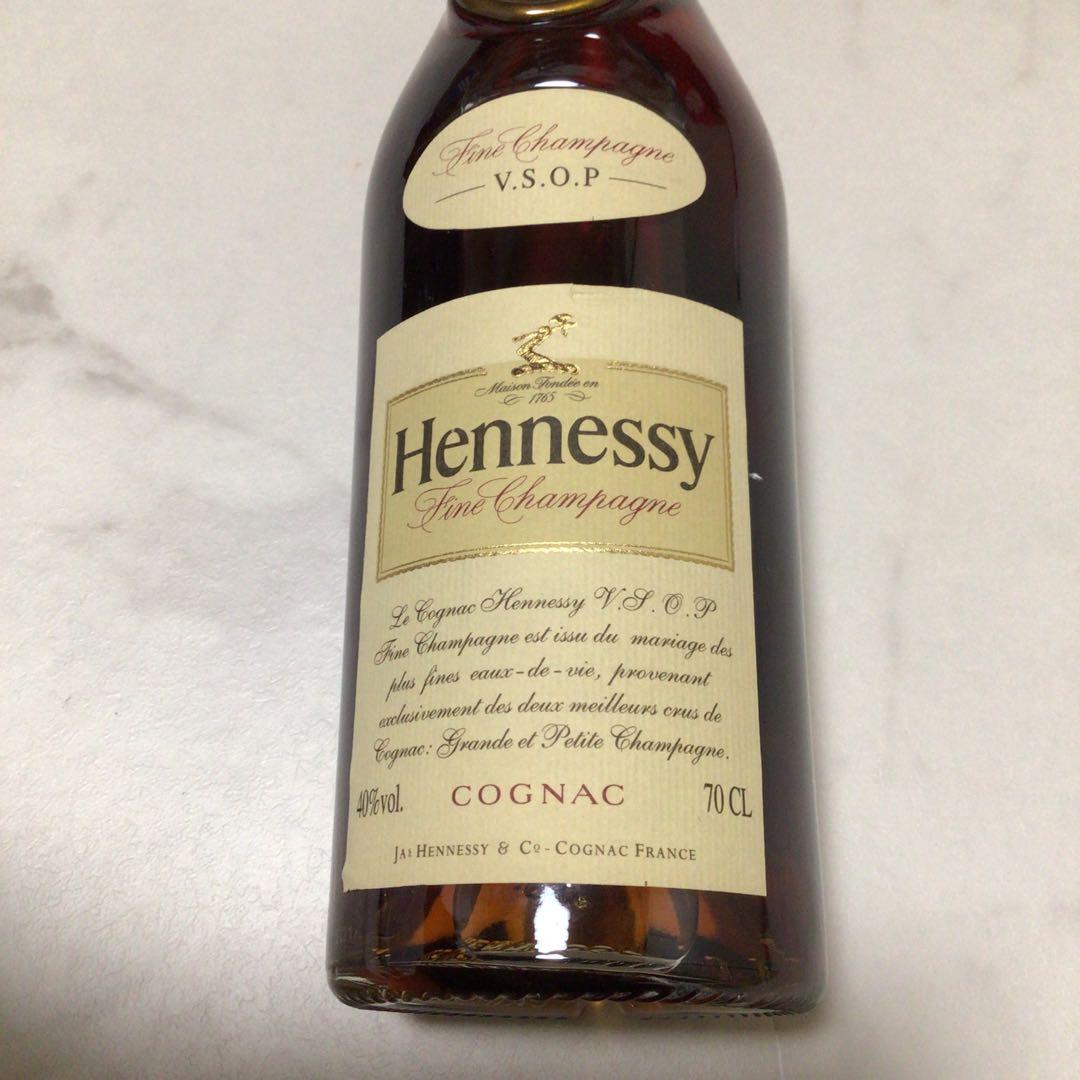 Fine Champagne
V.S.O.P
Maison Fondée en
1765
Hennessy
Fine Champagne
Le Cognac Hennessy V.S.O.P
Fine Champagne est issu du mariage des
plus fines eaux-de-vie, provenant
exclusivement des deux meilleurs crus de
Cognac: Grande et Petite Champagne.
40%vol. COGNAC 70 CL
JAS HENNESSY & Cº - COGNAC FRANCE